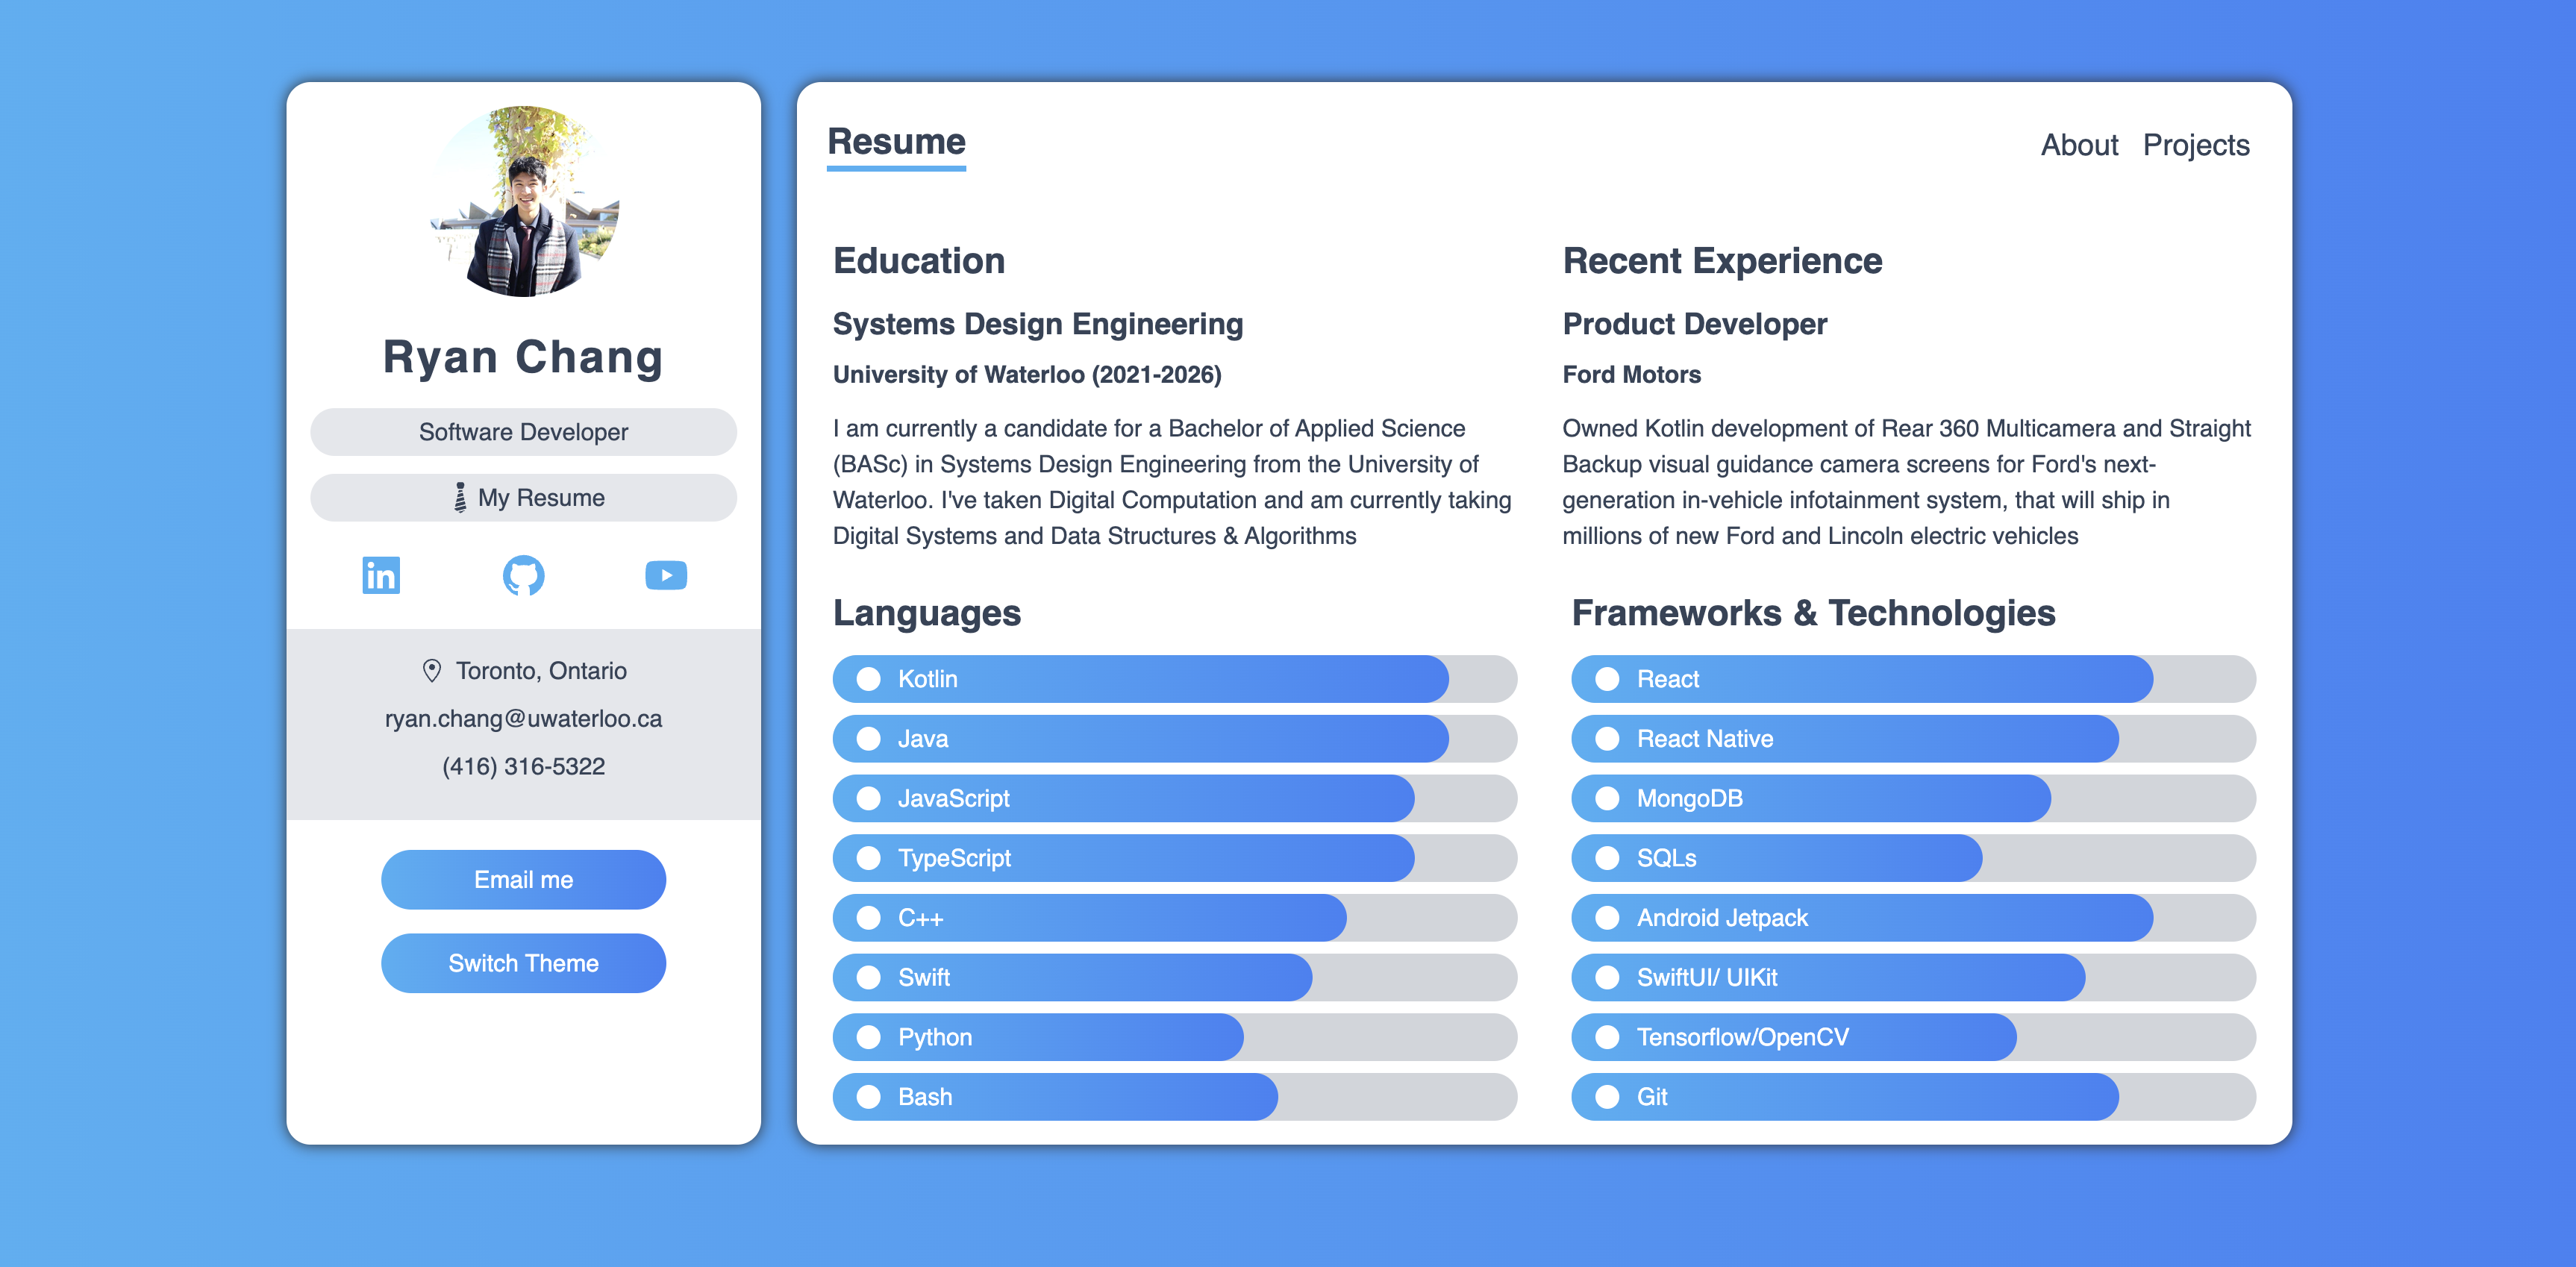 Ryan Chang
Software Developer
My Resume
in
Toronto, Ontario
ryan.chang@uwaterloo.ca
(416) 316-5322
Email me
Switch Theme
Resume
About Projects
Education
Systems Design Engineering
University of Waterloo (2021-2026)
I am currently a candidate for a Bachelor of Applied Science
(BASc) in Systems Design Engineering from the University of
Waterloo. I've taken Digital Computation and am currently taking
Digital Systems and Data Structures & Algorithms
Recent Experience
Product Developer
Ford Motors
Owned Kotlin development of Rear 360 Multicamera and Straight
Backup visual guidance camera screens for Ford's next-
generation in-vehicle infotainment system, that will ship in
millions of new Ford and Lincoln electric vehicles
Languages
Kotlin
Java
JavaScript
TypeScript
C++
Swift
Python
Bash
Frameworks & Technologies
React
React Native
MongoDB
SQLs
Android Jetpack
SwiftUI/ UIKit
Tensorflow/OpenCV
Git